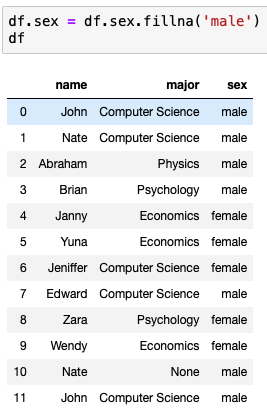 df.sex = df.sex.fillna('male')
df
name major sex
0 John Computer Science male
1 Nate Computer Science male
2 Abraham Physics male
3 Brian Psychology male
4 Janny Economics female
5 Yuna Economics female
6 Jeniffer Computer Science female
7 Edward Computer Science male
8 Zara Psychology female
9 Wendy Economics female
10 Nate None male
11 John Computer Science male